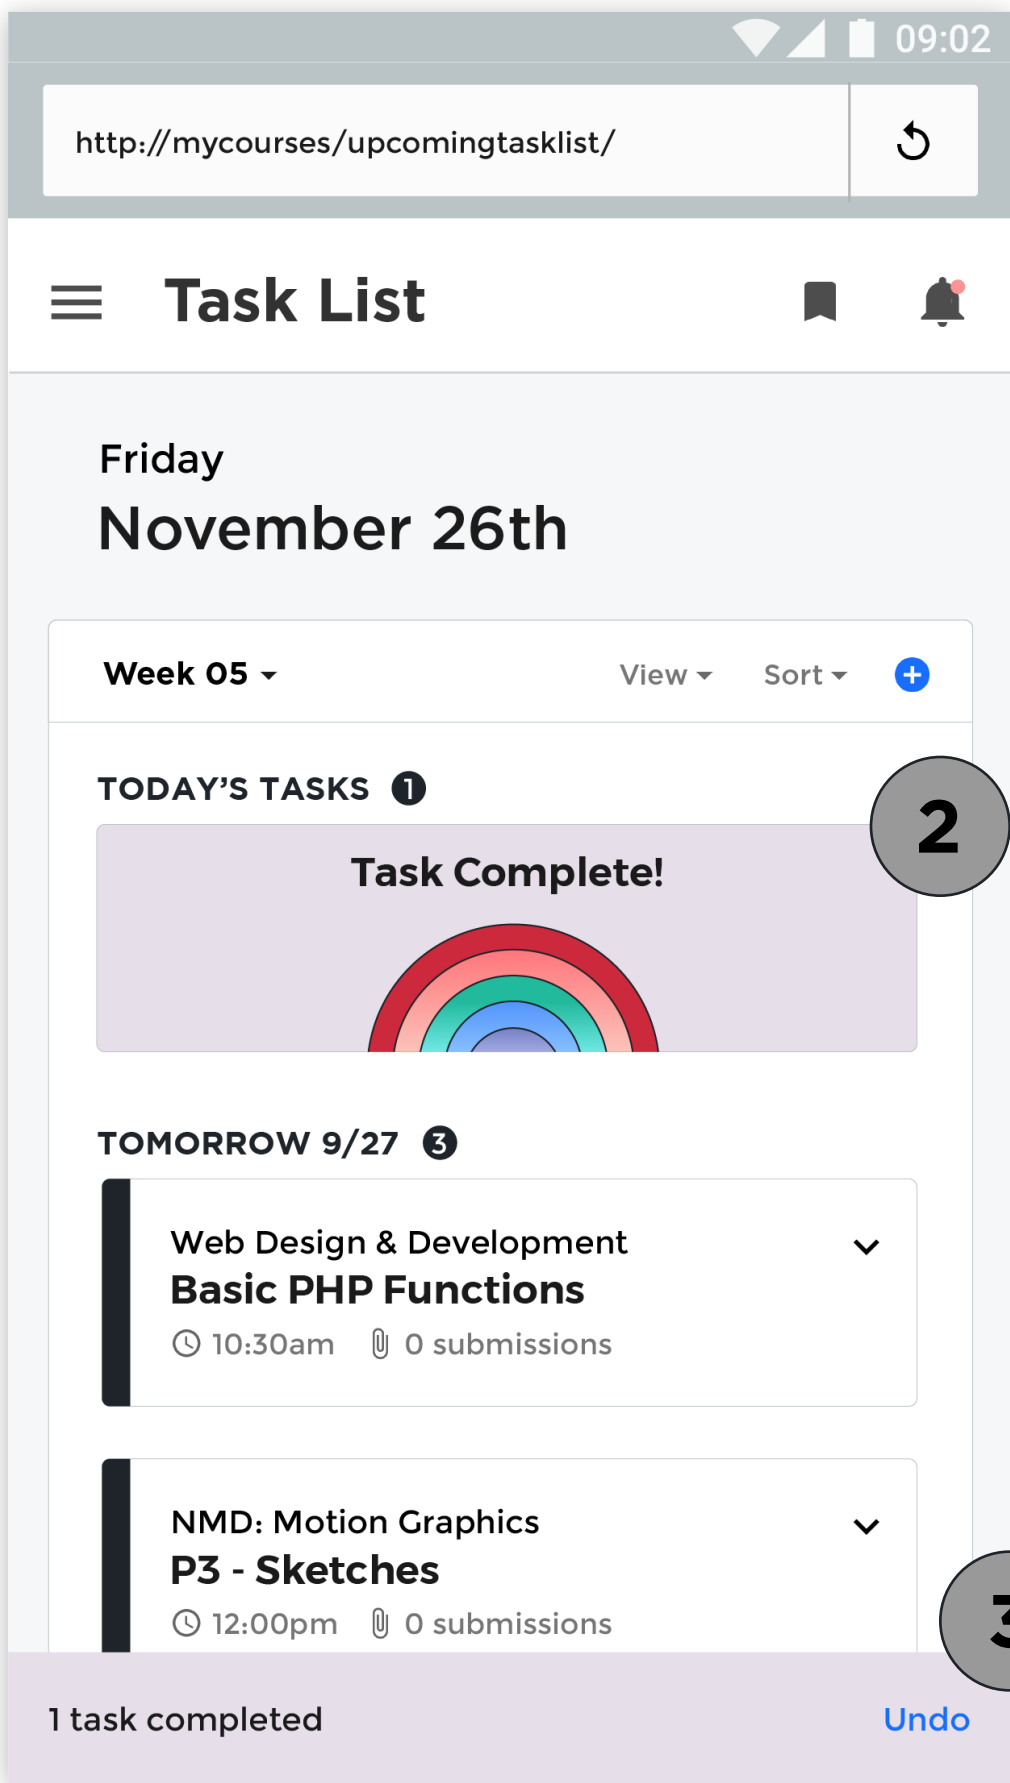 09:02
http://mycourses/upcomingtasklist/
Task List
Friday
November 26th
Week 05 View Sort
TODAY’S TASKS 1
2
Task Complete!
TOMORROW 9/27 3
Web Design & Development
Basic PHP Functions
10:30am 0 submissions
NMD: Motion Graphics
P3 - Sketches
12:00pm 0 submissions
3
1 task completed Undo